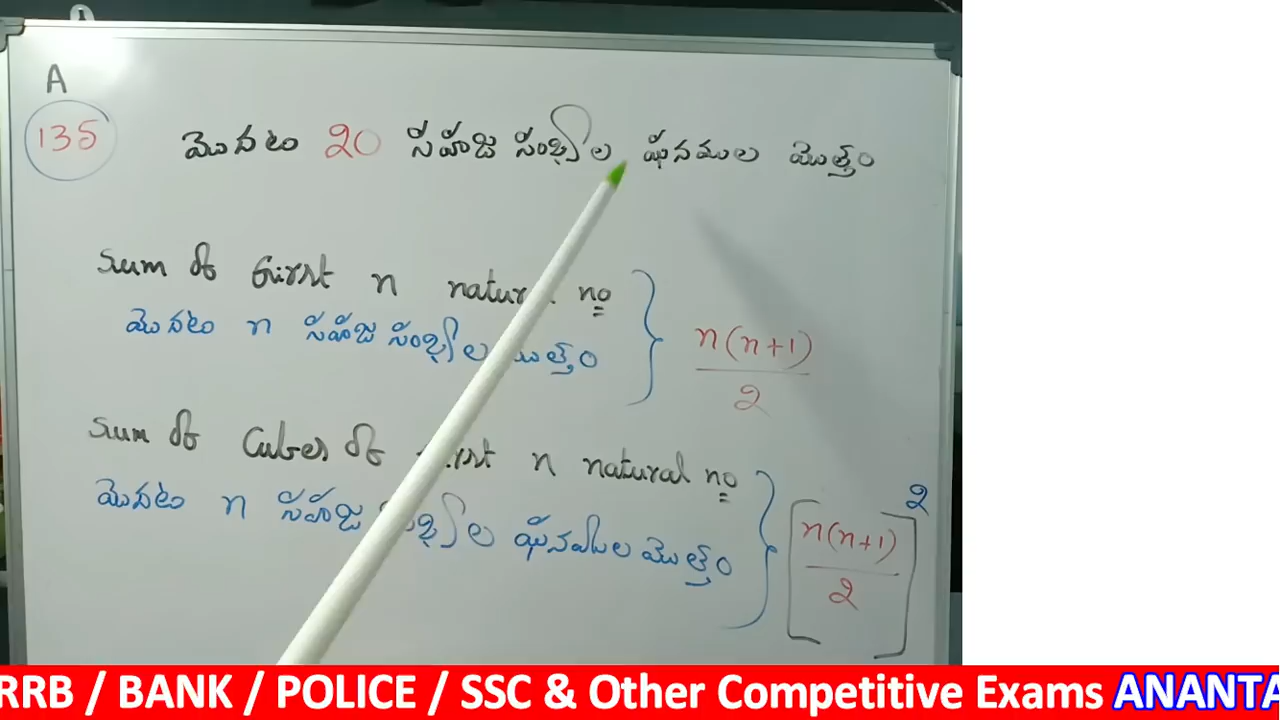 A
135
మొదటి 20 సహజ సంఖ్యల ఘనముల మొత్తం
Sum of first n natural no
మొదటి n సహజ సంఖ్యల మొత్తం
n(n+1)
2
Sum of Cubes of first n natural no
మొదటి n సహజ సంఖ్యల ఘనముల మొత్తం
[n(n+1)
2]2
RRB / BANK / POLICE / SSC & Other Competitive Exams ANANTA